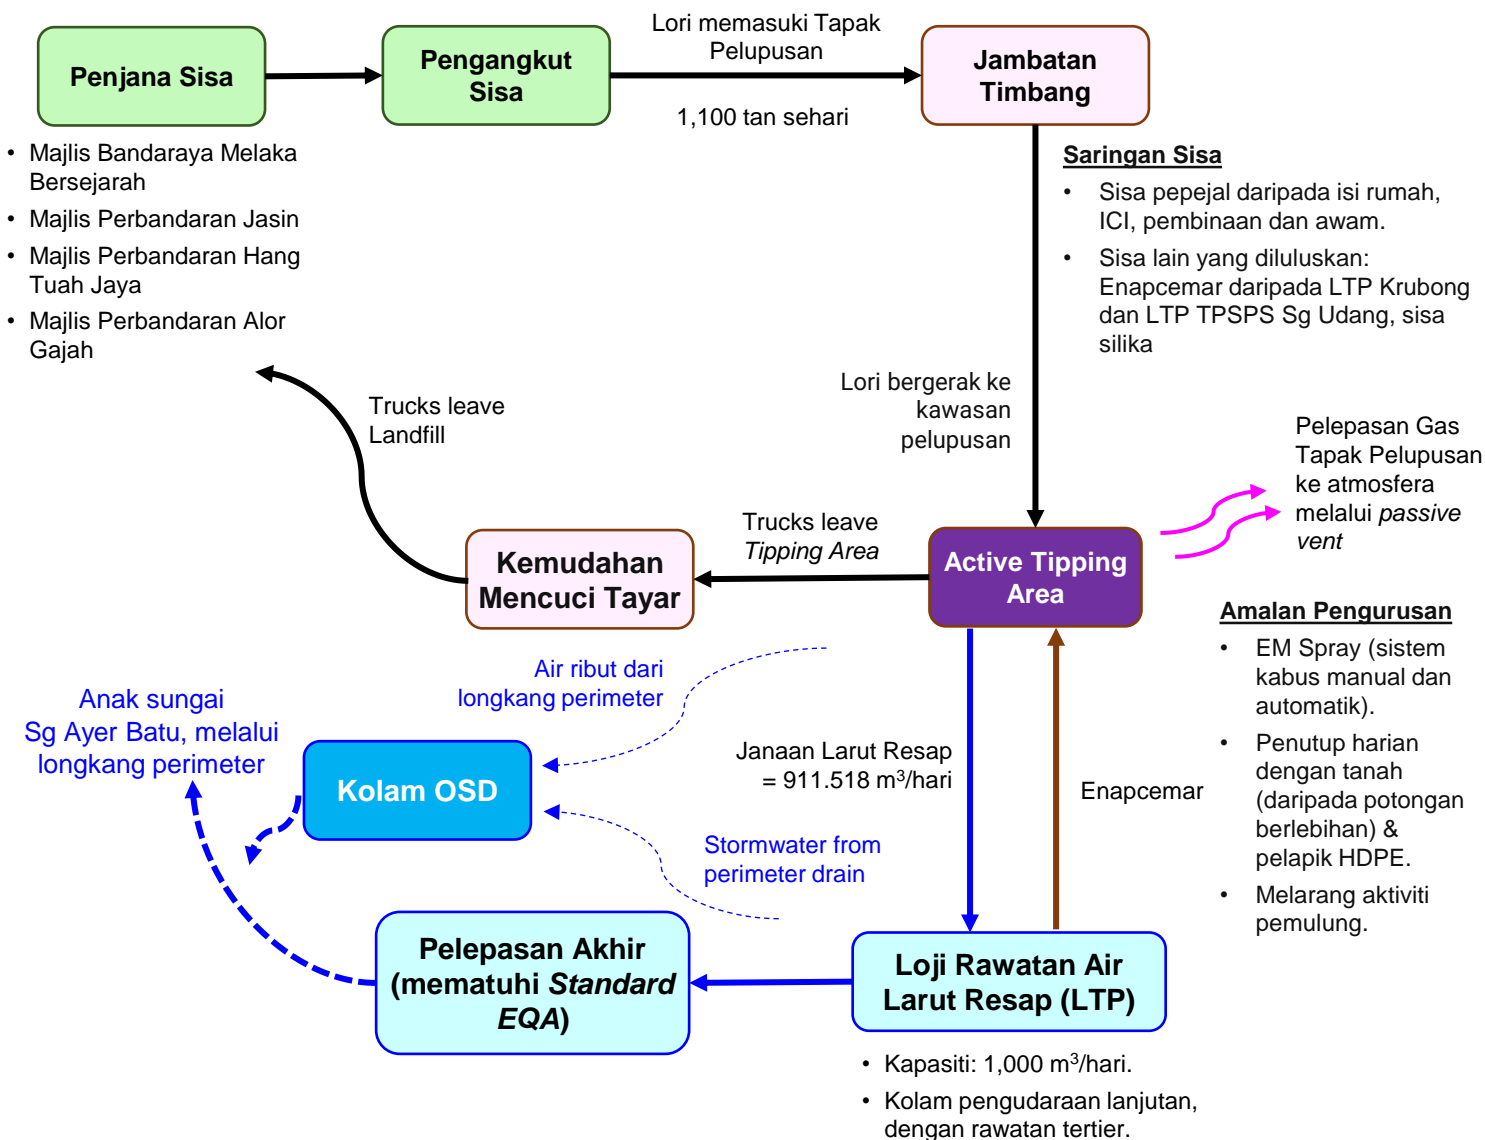 Penjana Sisa
Pengangkut
Sisa
Lori memasuki Tapak
Pelupusan
1,100 tan sehari
Jambatan
Timbang
• Majlis Bandaraya Melaka
Bersejarah
• Majlis Perbandaran Jasin
• Majlis Perbandaran Hang
Tuah Jaya
• Majlis Perbandaran Alor
Gajah
Saringan Sisa
• Sisa pepejal daripada isi rumah,
ICI, pembinaan dan awam.
• Sisa lain yang diluluskan:
Enapcemar daripada LTP Krubong
dan LTP TPSPS Sg Udang, sisa
silika
Lori bergerak ke
kawasan
pelupusan
Trucks leave
Landfill
Pelepasan Gas
Tapak Pelupusan
ke atmosfera
melalui passive
vent
Trucks leave
Tipping Area
Kemudahan
Mencuci Tayar
Active Tipping
Area
Amalan Pengurusan
• EM Spray (sistem
kabus manual dan
automatik).
• Penutup harian
dengan tanah
(daripada potongan
berlebihan) &
pelapik HDPE.
• Melarang aktiviti
pemulung.
Air ribut dari
longkang perimeter
Anak sungai
Sg Ayer Batu, melalui
longkang perimeter
Kolam OSD
Janaan Larut Resap
= 911.518 m³/hari
Enapcemar
Stormwater from
perimeter drain
Pelepasan Akhir
(mematuhi Standard
EQA)
Loji Rawatan Air
Larut Resap (LTP)
• Kapasiti: 1,000 m³/hari.
• Kolam pengudaraan lanjutan,
dengan rawatan tertier.